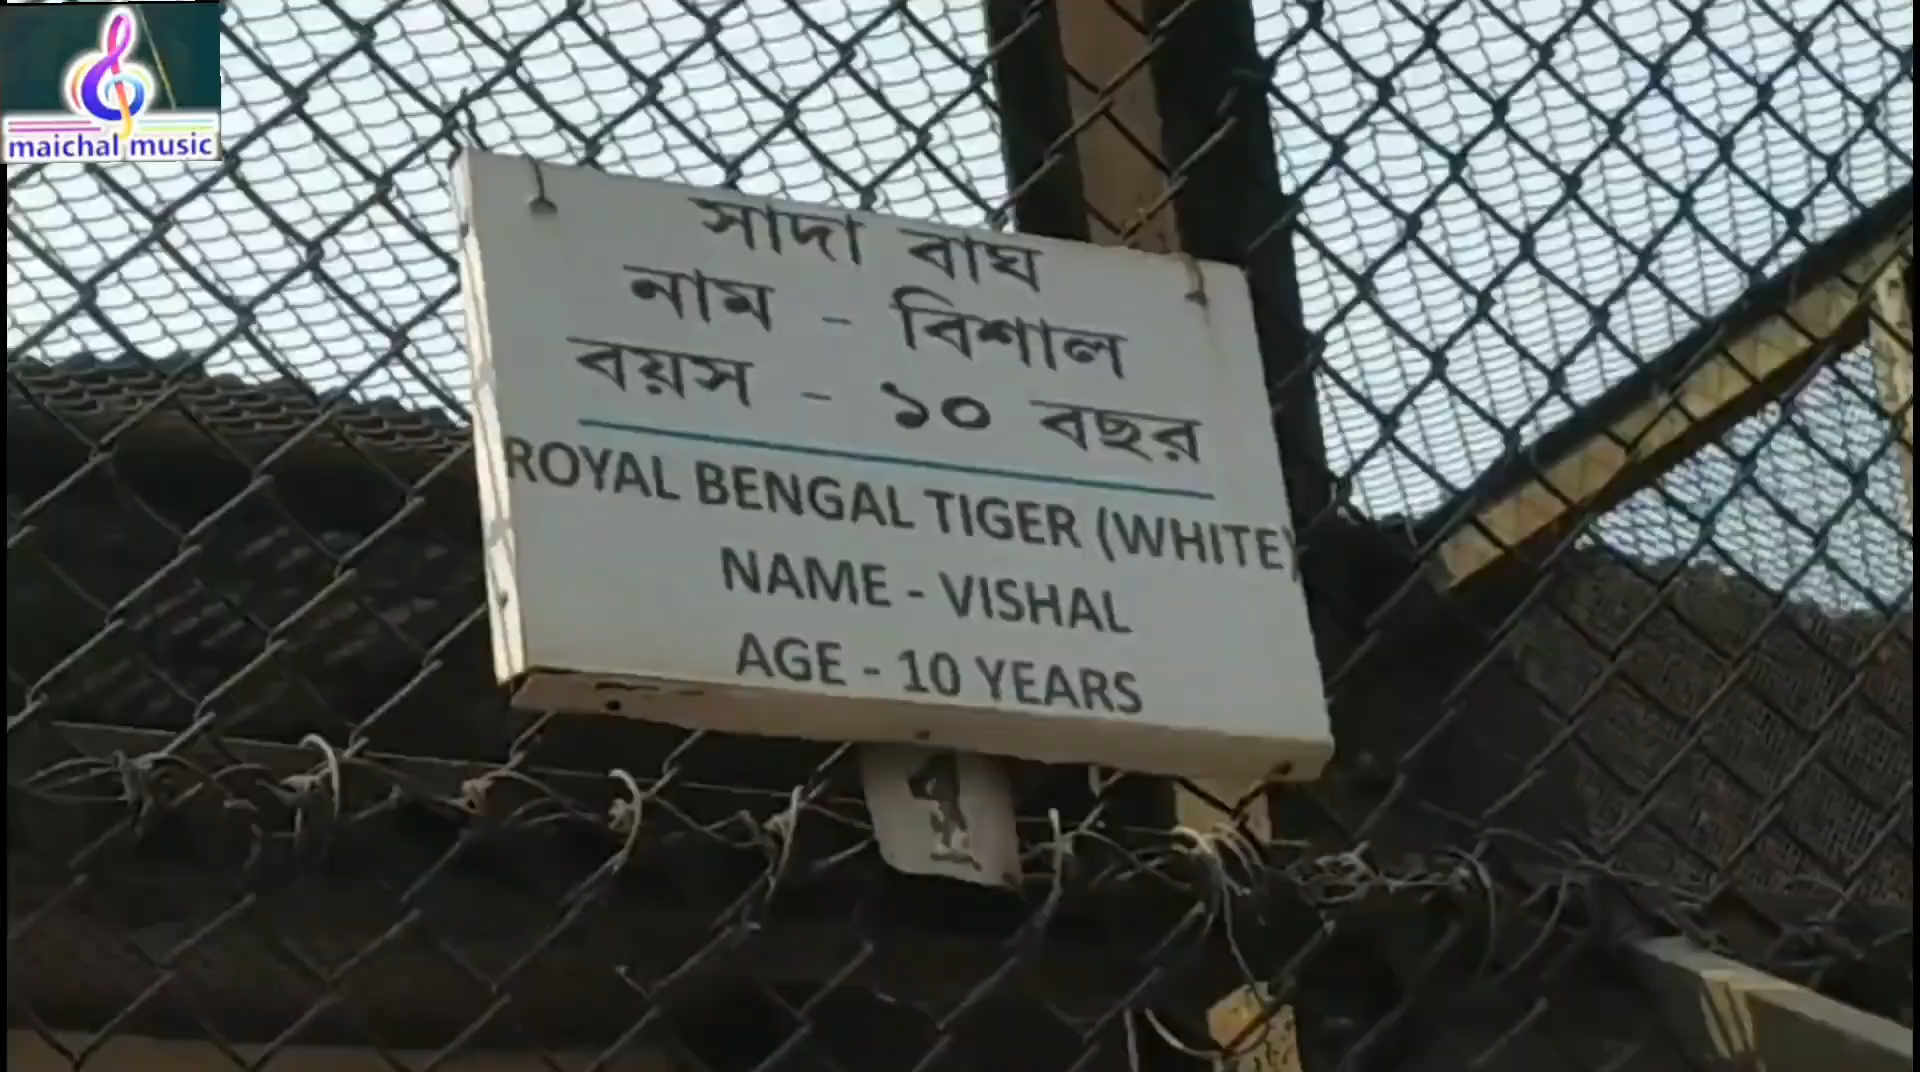 maichal music
সাদা বাঘ
নাম - বিশাল
বয়স - ১০ বছর
ROYAL BENGAL TIGER (WHITE)
NAME - VISHAL
AGE - 10 YEARS